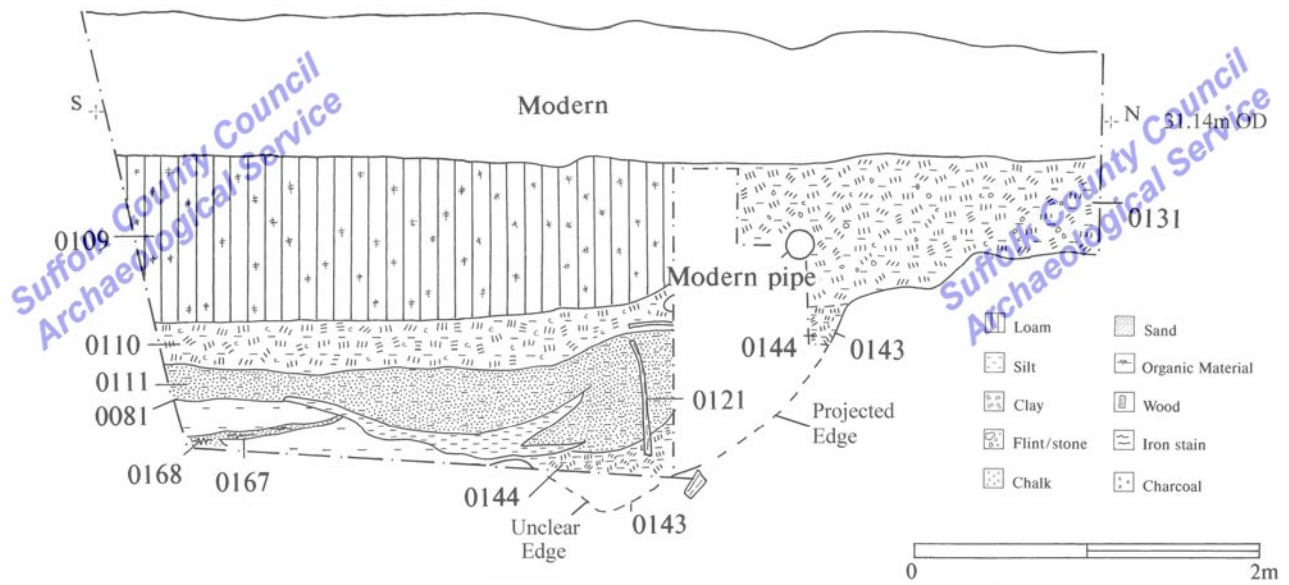 Suffolk County Council
Archaeological Service
Suffolk County Council
Archaeological Service
S
Modern
N
31.14m OD
0109
0131
Modern pipe
0110
0144
0143
0111
0081
0121
Projected
Edge
0168
0167
0144
0143
Unclear
Edge
Loam
Sand
Silt
Organic Material
Clay
Wood
Flint/stone
Iron stain
Chalk
Charcoal
0
2m